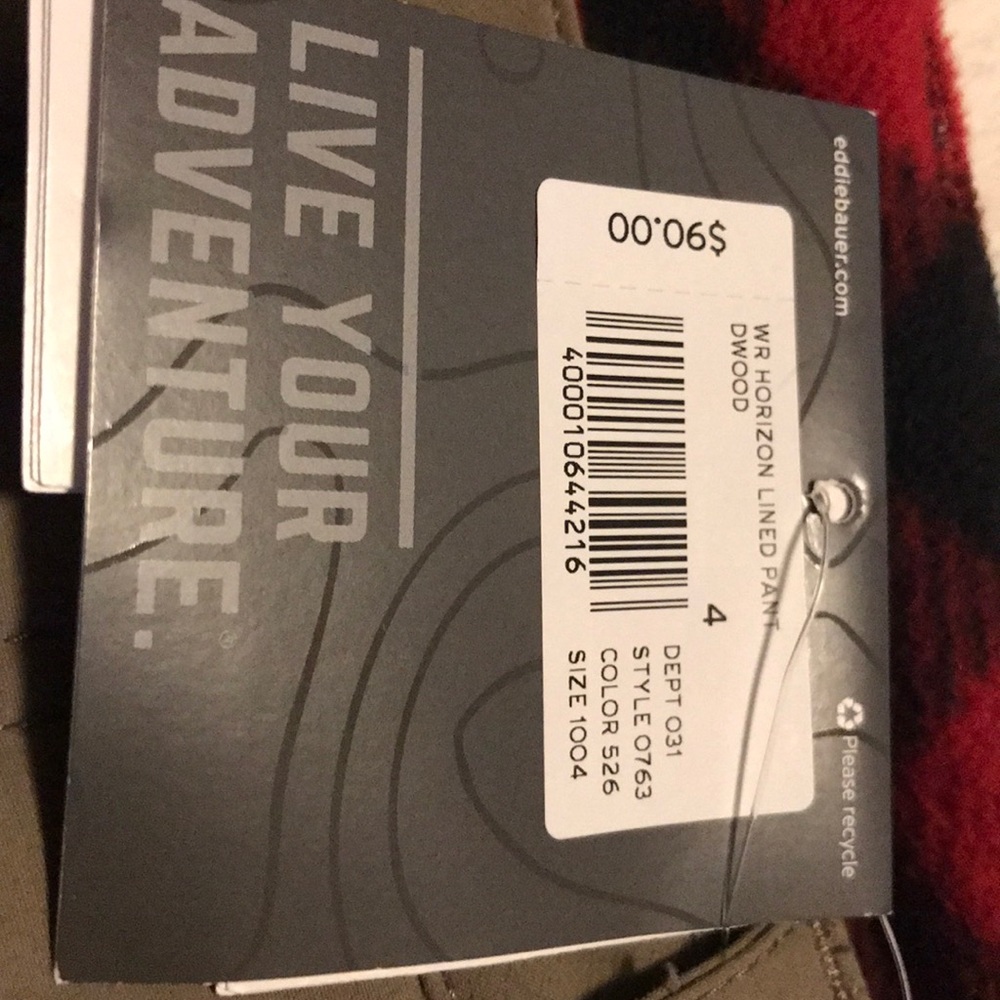 eddiebauer.com
Please recycle
WR HORIZON LINED PANT
DWOOD
4
400010644216
DEPT 031
STYLE 0763
COLOR 526
SIZE 1004
$90.00
LIVE YOUR
ADVENTURE.®